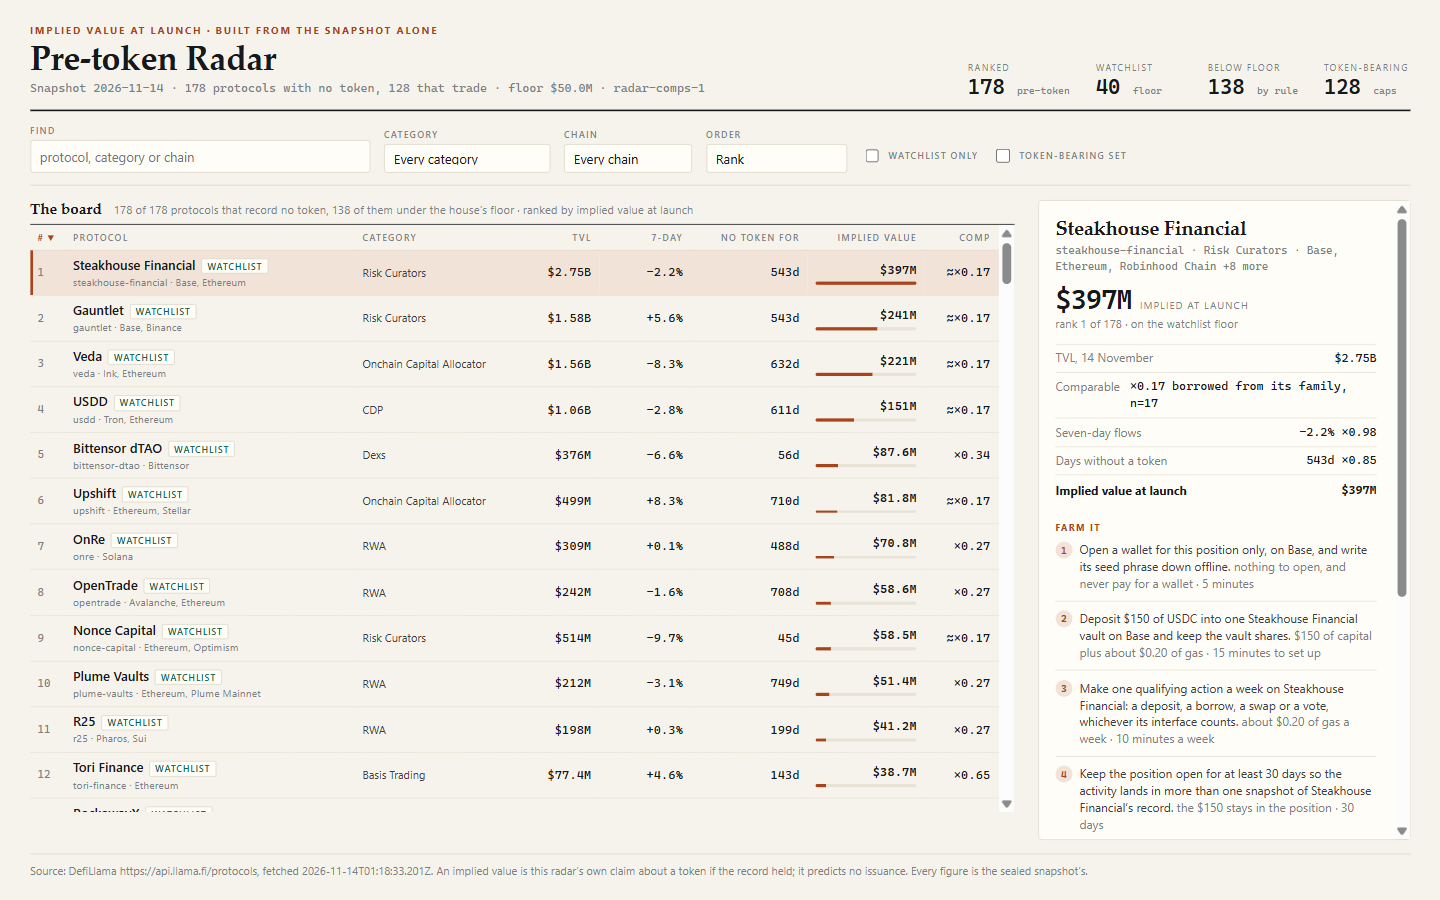 IMPLIED VALUE AT LAUNCH · BUILT FROM THE SNAPSHOT ALONE
Pre-token Radar
Snapshot 2026-11-14 · 178 protocols with no token, 128 that trade · floor $50.0M · radar-comps-1
RANKED
178 pre-token
WATCHLIST
40 floor
BELOW FLOOR
138 by rule
TOKEN-BEARING
128 caps
FIND
protocol, category or chain
CATEGORY
Every category
CHAIN
Every chain
ORDER
Rank
WATCHLIST ONLY
TOKEN-BEARING SET
The board 178 of 178 protocols that record no token, 138 of them under the house's floor · ranked by implied value at launch
# ▼ PROTOCOL CATEGORY TVL 7-DAY NO TOKEN FOR IMPLIED VALUE COMP
1 Steakhouse Financial WATCHLIST Risk Curators $2.75B −2.2% 543d $397M ≈×0.17
steakhouse-financial · Base, Ethereum
2 Gauntlet WATCHLIST Risk Curators $1.58B +5.6% 543d $241M ≈×0.17
gauntlet · Base, Binance
3 Veda WATCHLIST Onchain Capital Allocator $1.56B −8.3% 632d $221M ≈×0.17
veda · Ink, Ethereum
4 USDD WATCHLIST CDP $1.06B −2.8% 611d $151M ≈×0.17
usdd · Tron, Ethereum
5 Bittensor dTAO WATCHLIST Dexs $376M −6.6% 56d $87.6M ×0.34
bittensor-dtao · Bittensor
6 Upshift WATCHLIST Onchain Capital Allocator $499M +8.3% 710d $81.8M ≈×0.17
upshift · Ethereum, Stellar
7 OnRe WATCHLIST RWA $309M +0.1% 488d $70.8M ×0.27
onre · Solana
8 OpenTrade WATCHLIST RWA $242M −1.6% 708d $58.6M ×0.27
opentrade · Avalanche, Ethereum
9 Nonce Capital WATCHLIST Risk Curators $514M −9.7% 45d $58.5M ≈×0.17
nonce-capital · Ethereum, Optimism
10 Plume Vaults WATCHLIST RWA $212M −3.1% 749d $51.4M ×0.27
plume-vaults · Ethereum, Plume Mainnet
11 R25 WATCHLIST RWA $198M +0.3% 199d $41.2M ×0.27
r25 · Pharos, Sui
12 Tori Finance WATCHLIST Basis Trading $77.4M +4.6% 143d $38.7M ×0.65
tori-finance · Ethereum
Steakhouse Financial
steakhouse-financial · Risk Curators · Base,
Ethereum, Robinhood Chain +8 more
$397M IMPLIED AT LAUNCH
rank 1 of 178 · on the watchlist floor
TVL, 14 November $2.75B
Comparable ×0.17 borrowed from its family,
n=17
Seven-day flows −2.2% ×0.98
Days without a token 543d ×0.85
Implied value at launch $397M
FARM IT
1 Open a wallet for this position only, on Base, and write
its seed phrase down offline. nothing to open, and
never pay for a wallet · 5 minutes
2 Deposit $150 of USDC into one Steakhouse Financial
vault on Base and keep the vault shares. $150 of capital
plus about $0.20 of gas · 15 minutes to set up
3 Make one qualifying action a week on Steakhouse
Financial: a deposit, a borrow, a swap or a vote,
whichever its interface counts. about $0.20 of gas a
week · 10 minutes a week
4 Keep the position open for at least 30 days so the
activity lands in more than one snapshot of Steakhouse
Financial's record. the $150 stays in the position · 30
days
Source: DefiLlama https://api.llama.fi/protocols, fetched 2026-11-14T01:18:33.201Z. An implied value is this radar's own claim about a token if the record held; it predicts no issuance. Every figure is the sealed snapshot's.